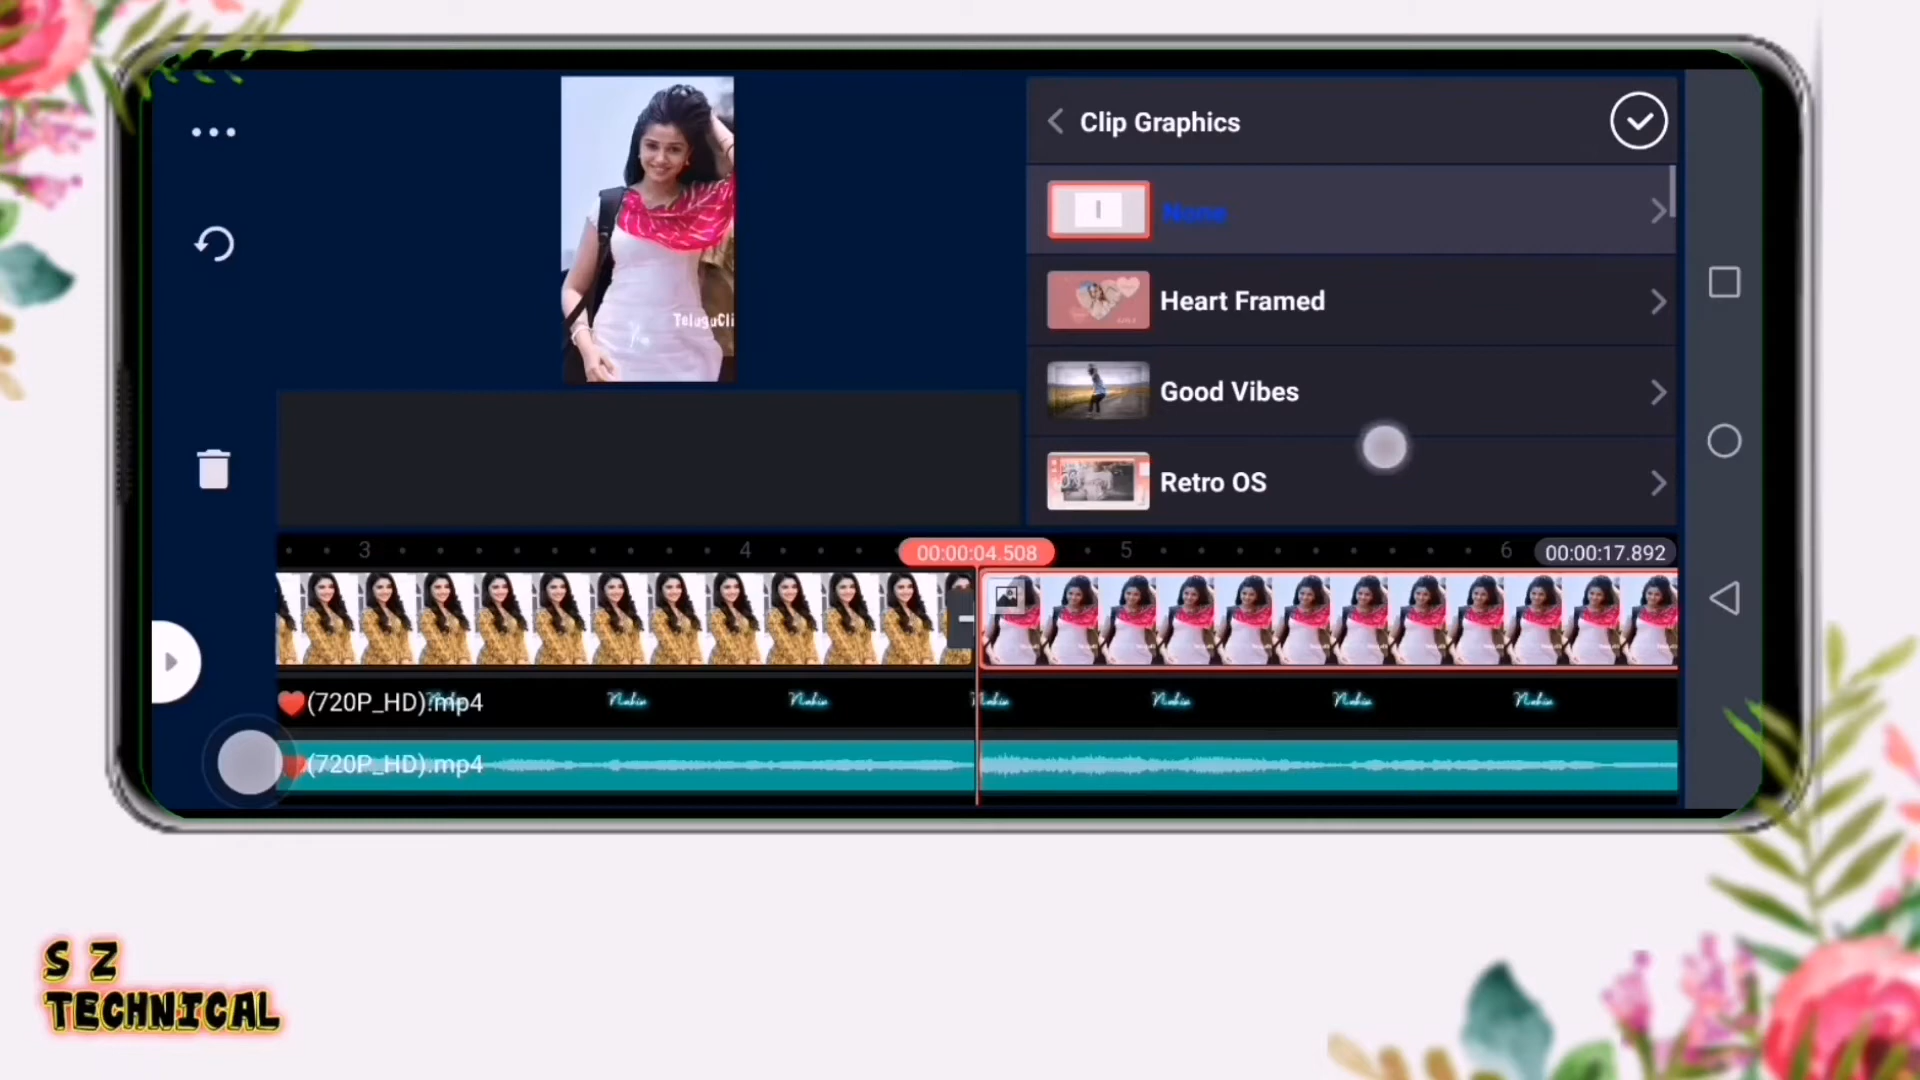 Clip Graphics
None
Heart Framed
Good Vibes
Retro OS
TeluguCli
3
4
00:00:04.508
5
6
00:00:17.892
(720P_HD).mp4
(720P_HD).mp4
S Z
TECHNICAL